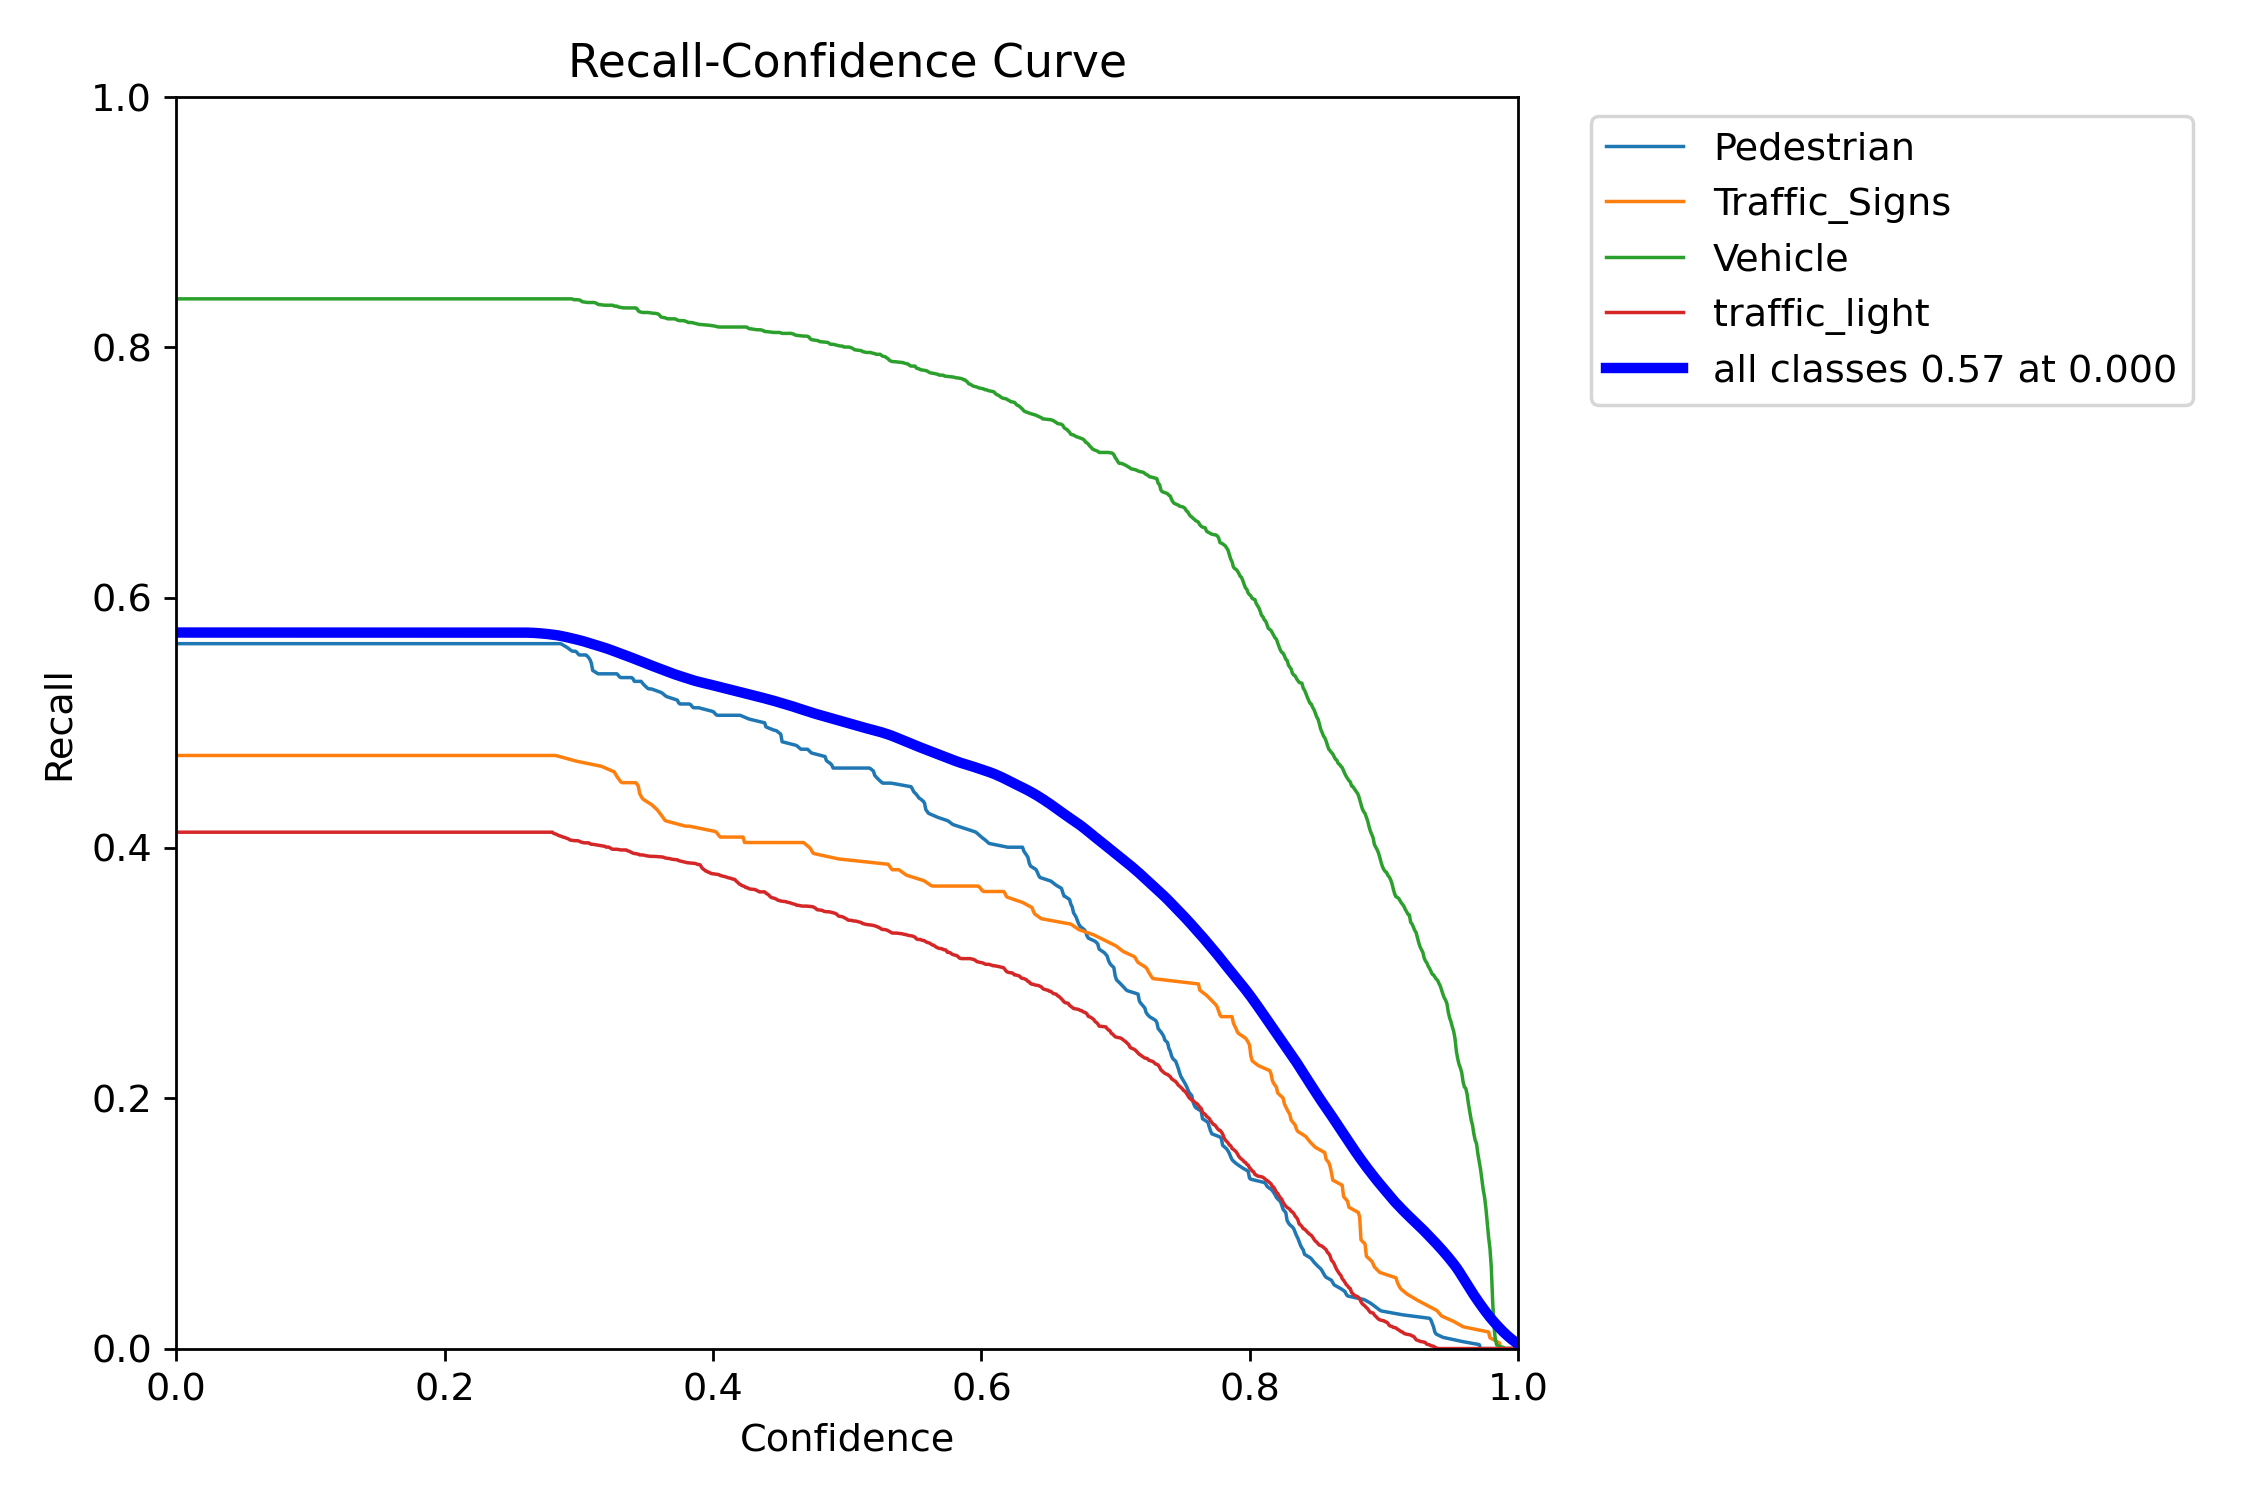 Recall-Confidence Curve
1.0
0.8
0.6
0.4
0.2
0.0
Recall
0.0 0.2 0.4 0.6 0.8 1.0
Confidence
Pedestrian
Traffic_Signs
Vehicle
traffic_light
all classes 0.57 at 0.000